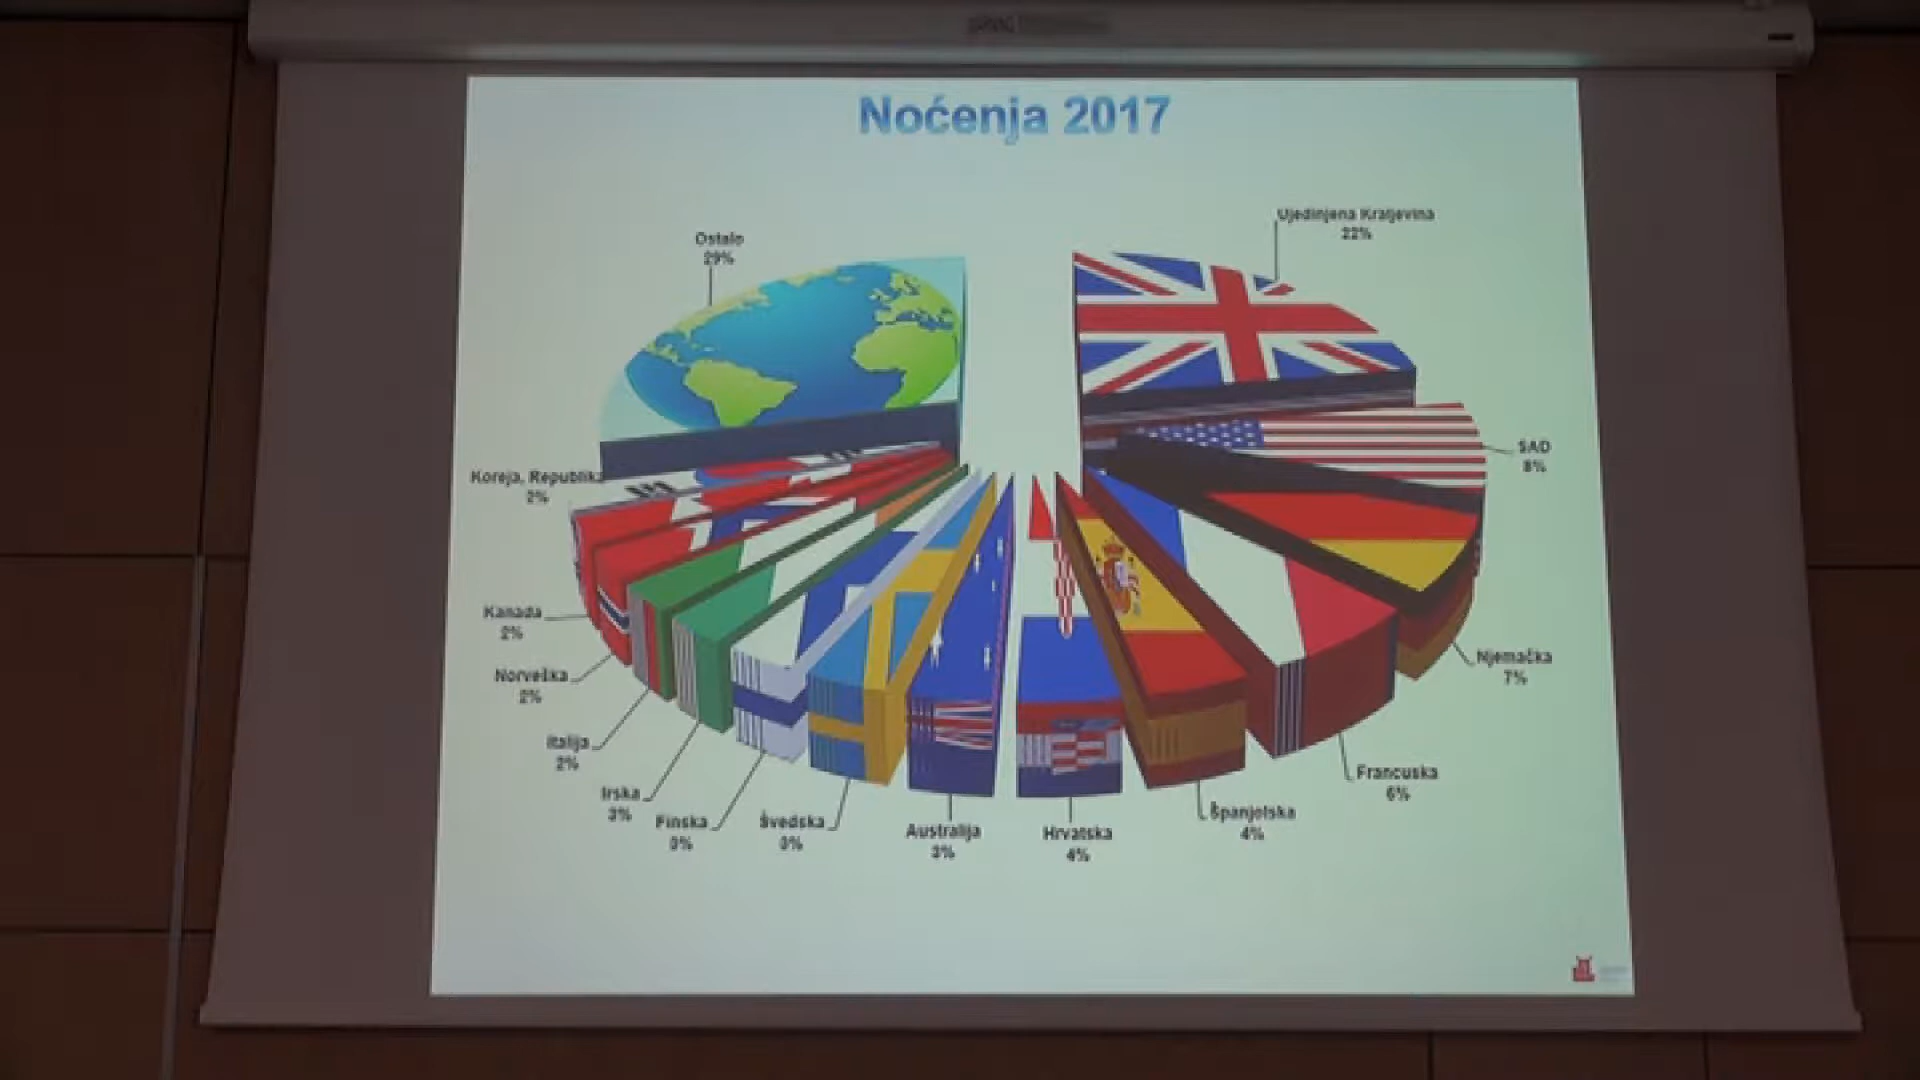 Noćenja 2017
Ujedinjena Kraljevina
22%
SAD
8%
Njemačka
7%
Francuska
6%
Španjolska
4%
Hrvatska
4%
Australija
3%
Švedska
3%
Finska
3%
Irska
3%
Italija
2%
Norveška
2%
Kanada
2%
Koreja, Republika
2%
Ostalo
29%